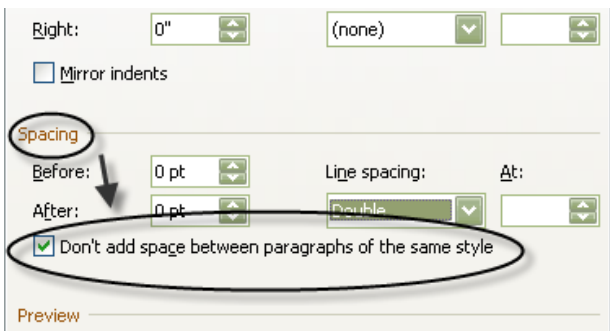 Right: 0" (none)
Mirror indents
Spacing
Before: 0 pt Line spacing: At:
After: 0 pt Double
Don't add space between paragraphs of the same style
Preview